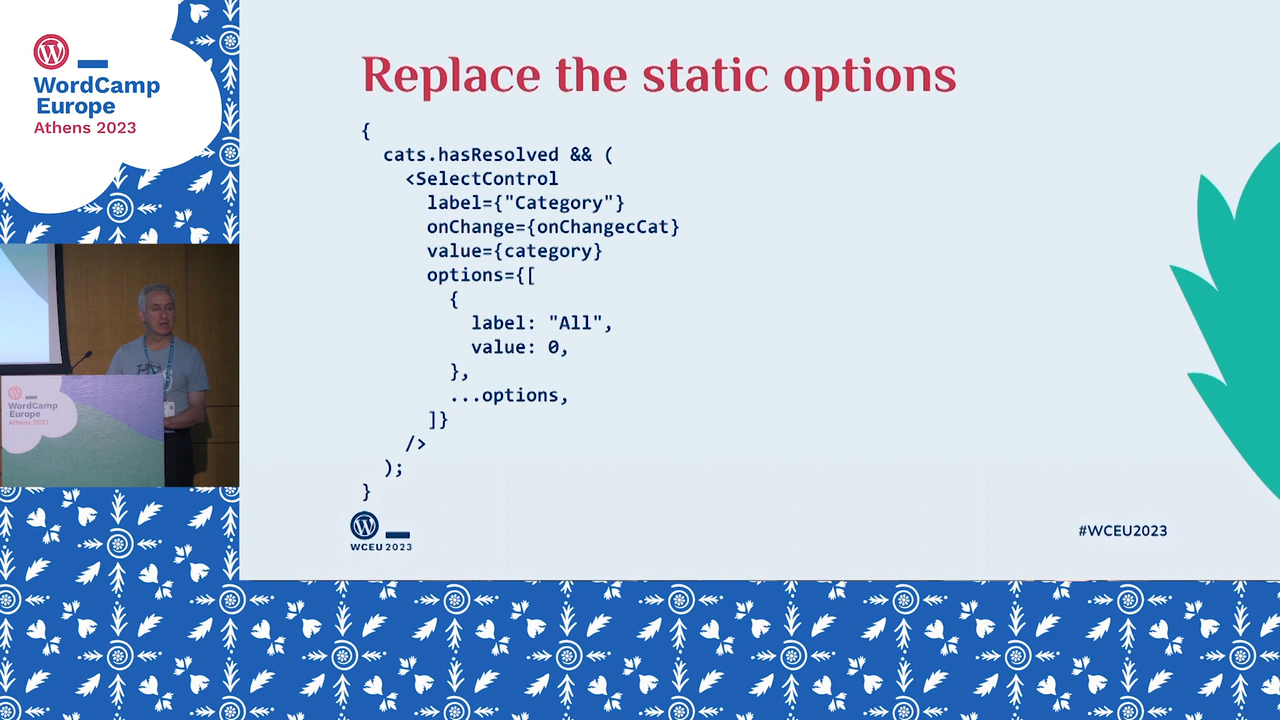 WordCamp
Europe
Athens 2023
Replace the static options
{
cats.hasResolved && (
<SelectControl
label={"Category"}
onChange={onChangecCat}
value={category}
options={[
{
label: "All",
value: 0,
},
...options,
]}
/>
);
}
WCEU 2023
#WCEU2023
WordCamp
Europe
Athens 2023